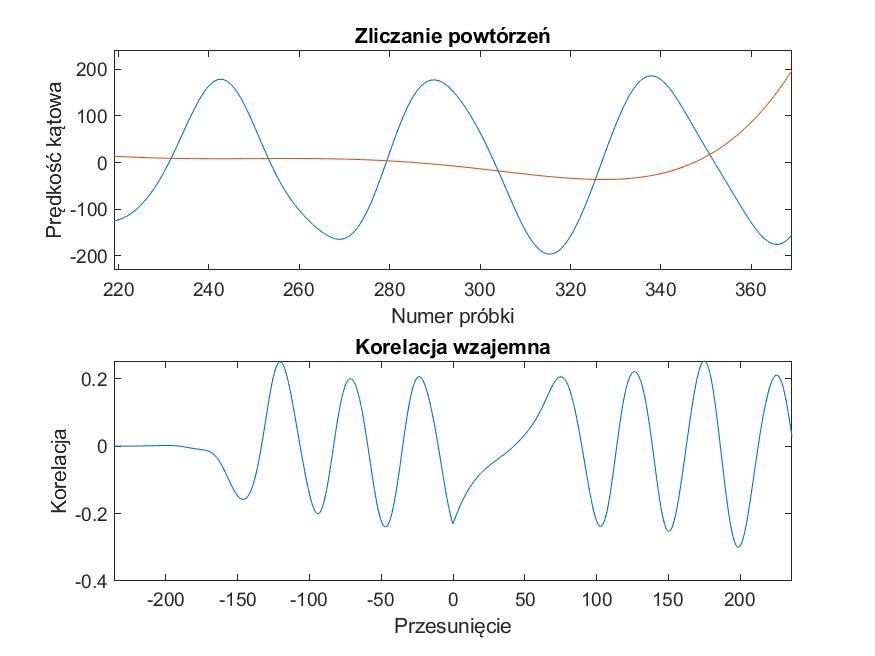 Zliczanie powtórzeń
200
100
0
-100
-200
Prędkość kątowa
220 240 260 280 300 320 340 360
Numer próbki
Korelacja wzajemna
0.2
0
-0.2
-0.4
Korelacja
-200 -150 -100 -50 0 50 100 150 200
Przesunięcie